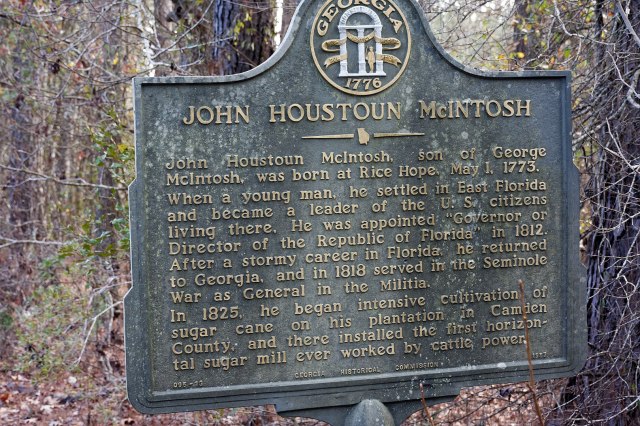 GEORGIA
1776
JOHN HOUSTOUN McINTOSH
John Houstoun McIntosh, son of George
McIntosh, was born at Rice Hope, May 1, 1773.
When a young man, he settled in East Florida
and became a leader of the U. S. citizens
living there. He was appointed "Governor or
Director of the Republic of Florida" in 1812.
After a stormy career in Florida, he returned
to Georgia, and in 1818 served in the Seminole
War as General in the Militia.
In 1825, he began intensive cultivation of
sugar cane on his plantation in Camden
County, and there installed the first horizon-
tal sugar mill ever worked by cattle power.
GEORGIA HISTORICAL COMMISSION